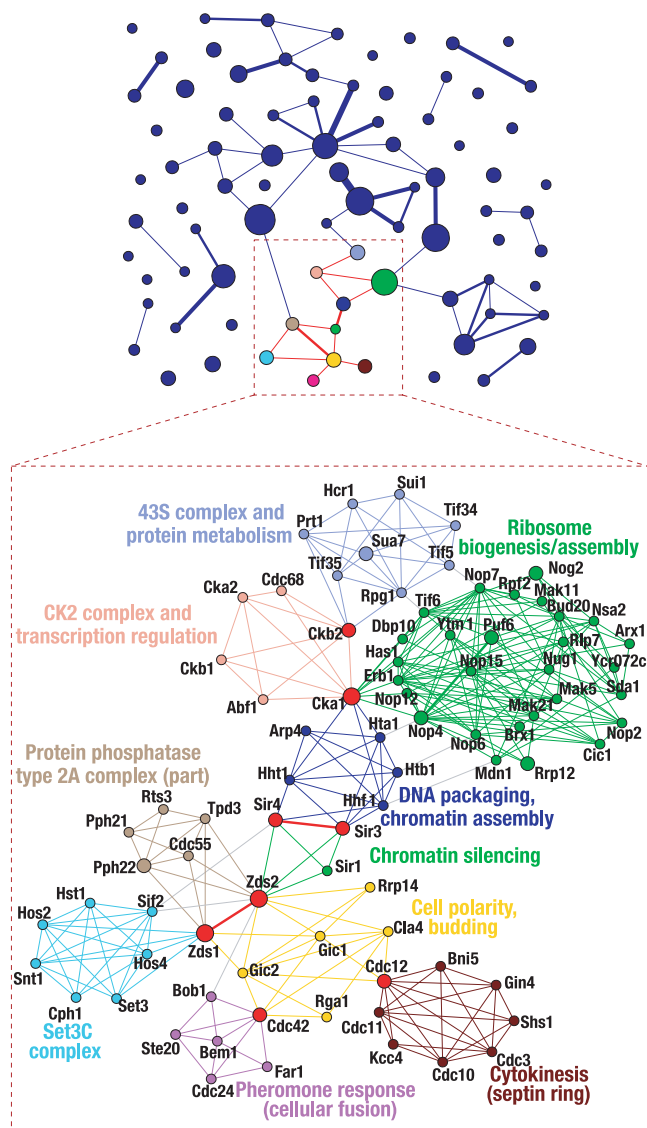 Sui1
Hcr1
Tif34
43S complex and
protein metabolism
Prt1
Sua7
Tif5
Ribosome
biogenesis/assembly
Tif35
Rpg1
Nop7
Nog2
Rpf2
Mak11
Cka2
Cdc68
Tif6
Bud20
Nsa2
CK2 complex and
transcription regulation
Ckb2
Dbp10
Ytm1
Puf6
Rlp7
Arx1
Has1
Nop15
Nug1
Ycr072c
Ckb1
Erb1
Cka1
Nop12
Mak5
Sda1
Abf1
Mak21
Nop4
Nop6
Brx1
Nop2
Arp4
Hta1
Cic1
Protein phosphatase
type 2A complex (part)
Hht1
Htb1
Mdn1
Rrp12
Rts3
Tpd3
Sir4
Hhf1
DNA packaging,
chromatin assembly
Pph21
Sir3
Cdc55
Chromatin silencing
Pph22
Sir1
Zds2
Rrp14
Hst1
Sif2
Cell polarity,
budding
Hos2
Cla4
Zds1
Gic1
Snt1
Hos4
Gic2
Cdc12
Bni5
Gin4
Cph1
Set3
Bob1
Rga1
Set3C
complex
Cdc42
Cdc11
Shs1
Ste20
Bem1
Kcc4
Cdc3
Cdc24
Far1
Cdc10
Pheromone response
(cellular fusion)
Cytokinesis
(septin ring)